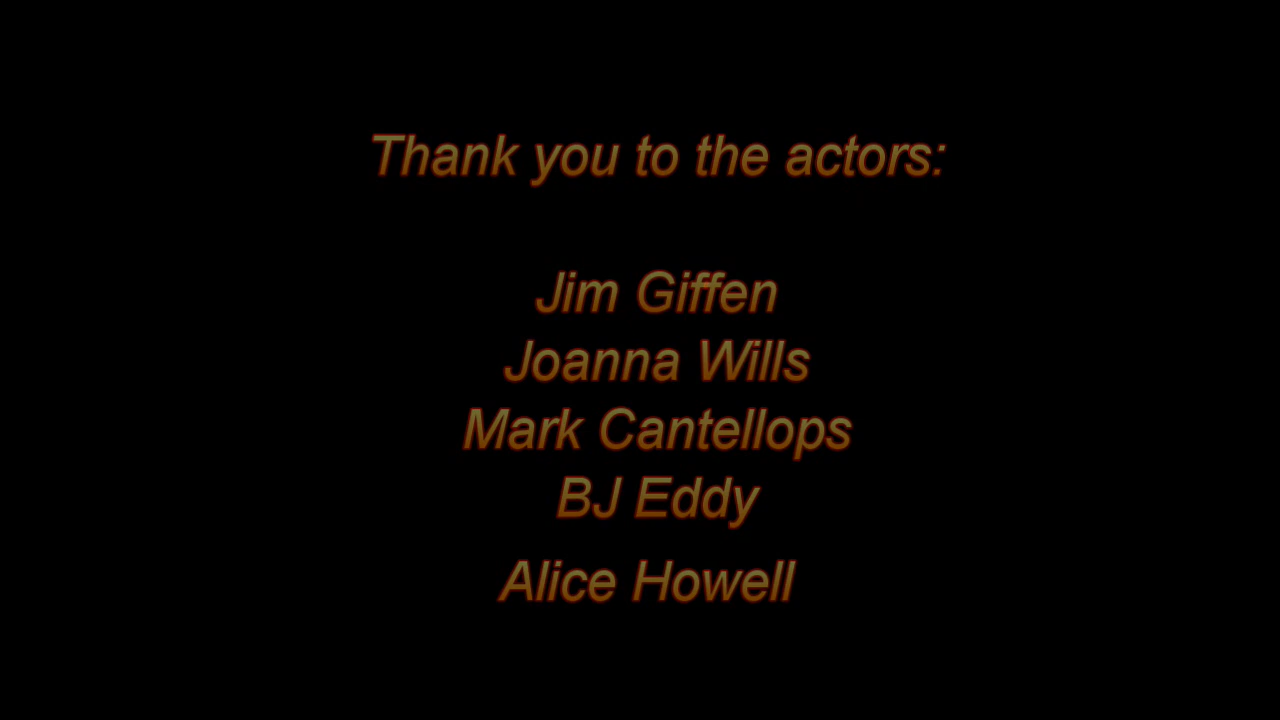 Thank you to the actors:
Jim Giffen
Joanna Wills
Mark Cantellops
BJ Eddy
Alice Howell